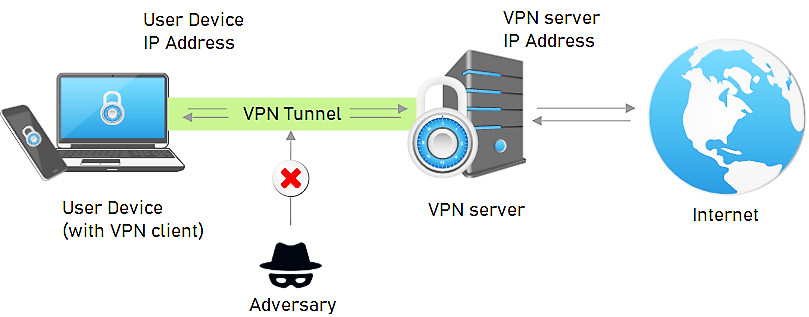 User Device
IP Address
VPN server
IP Address
VPN Tunnel
User Device
(with VPN client)
VPN server
Internet
Adversary